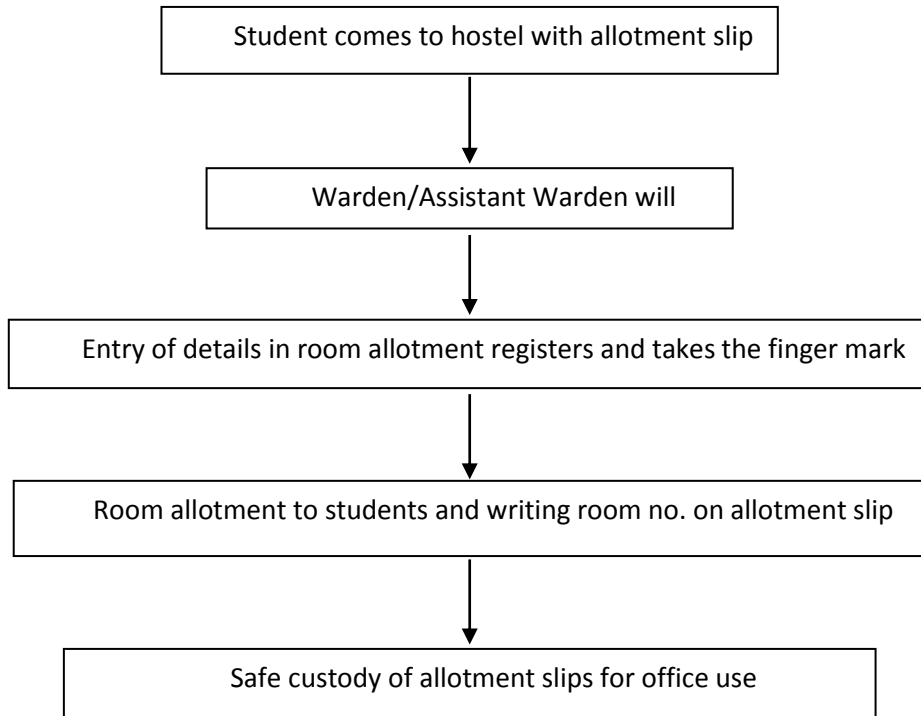 Student comes to hostel with allotment slip
Warden/Assistant Warden will
Entry of details in room allotment registers and takes the finger mark
Room allotment to students and writing room no. on allotment slip
Safe custody of allotment slips for office use